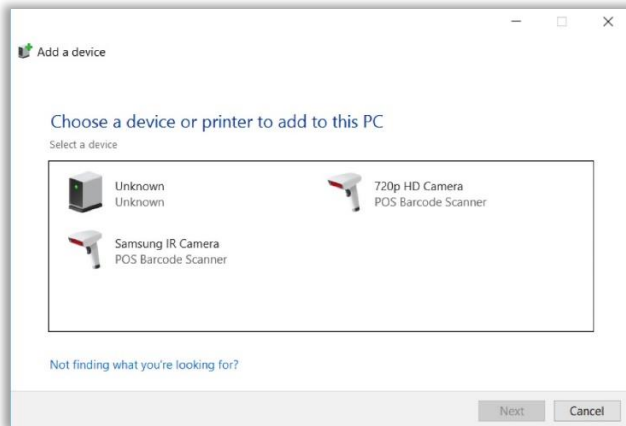 Add a device
Choose a device or printer to add to this PC
Select a device
Unknown
Unknown
720p HD Camera
POS Barcode Scanner
Samsung IR Camera
POS Barcode Scanner
Not finding what you're looking for?
Next
Cancel